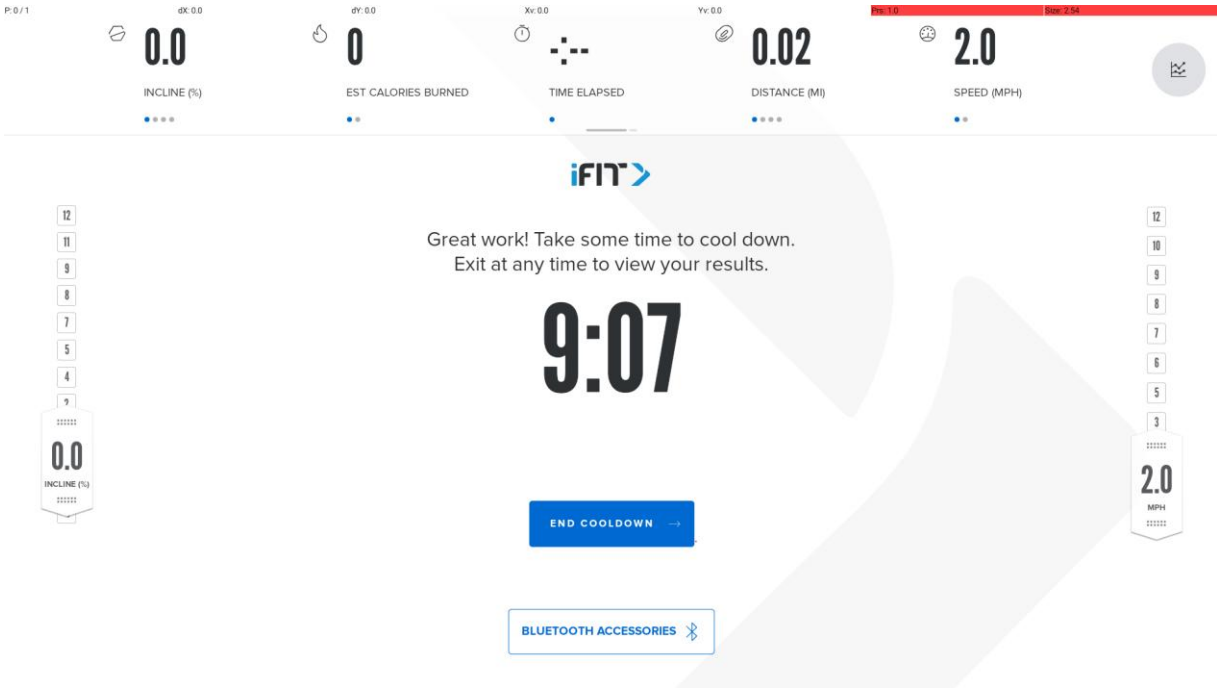 P: 0 / 1 dX: 0.0 dY: 0.0 Xv: 0.0 Yv: 0.0 Prs: 1.0 Size: 2.54
0.0 0 -:-- 0.02 2.0
INCLINE (%) EST CALORIES BURNED TIME ELAPSED DISTANCE (MI) SPEED (MPH)
iFIT
Great work! Take some time to cool down.
Exit at any time to view your results.
9:07
END COOLDOWN →
BLUETOOTH ACCESSORIES
12
11
9
8
7
5
4
0.0
INCLINE (%)
12
10
9
8
7
6
5
3
2.0
MPH